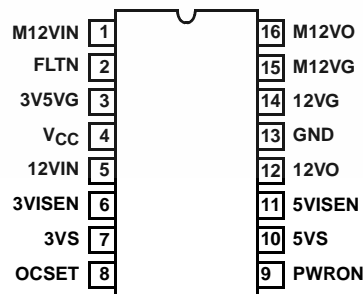 M12VIN 1 16 M12VO
FLTN 2 15 M12VG
3V5VG 3 14 12VG
VCC 4 13 GND
12VIN 5 12 12VO
3VISEN 6 11 5VISEN
3VS 7 10 5VS
OCSET 8 9 PWRON